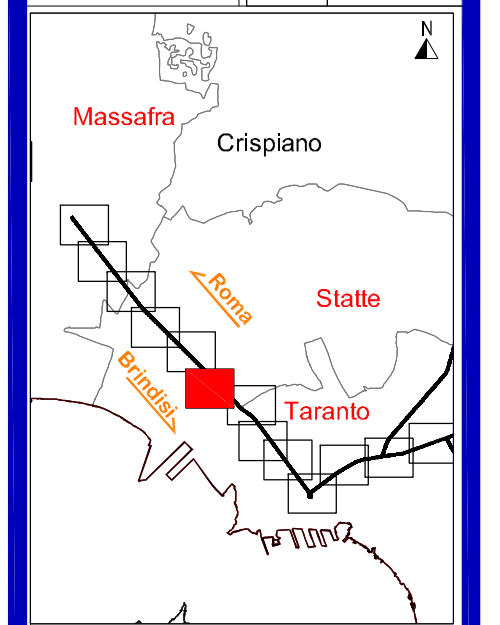 N
Massafra
Crispiano
Roma
Statte
Brindisi
Taranto